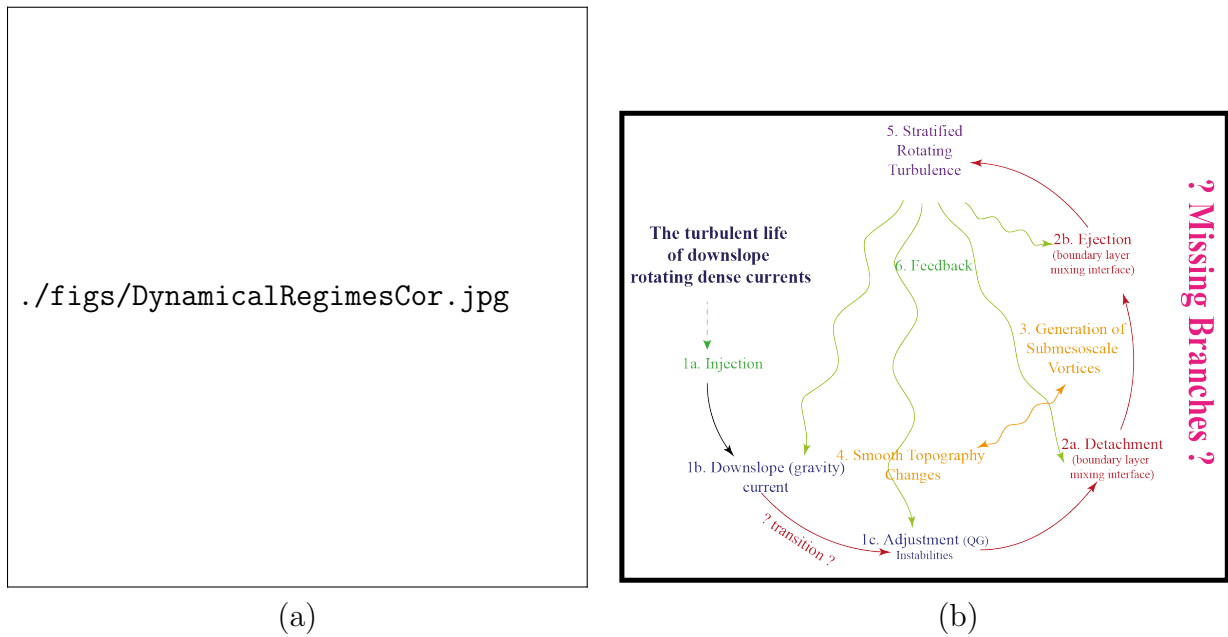 ./figs/DynamicalRegimesCor.jpg
(a)
5. Stratified
Rotating
Turbulence
The turbulent life
of downslope
rotating dense currents
2b. Ejection
(boundary layer
mixing interface)
6. Feedback
3. Generation of
Submesoscale
Vortices
1a. Injection
2a. Detachment
(boundary layer
mixing interface)
4. Smooth Topography
Changes
1b. Downslope (gravity)
current
? transition ?
1c. Adjustment (QG)
Instabilities
? Missing Branches ?
(b)